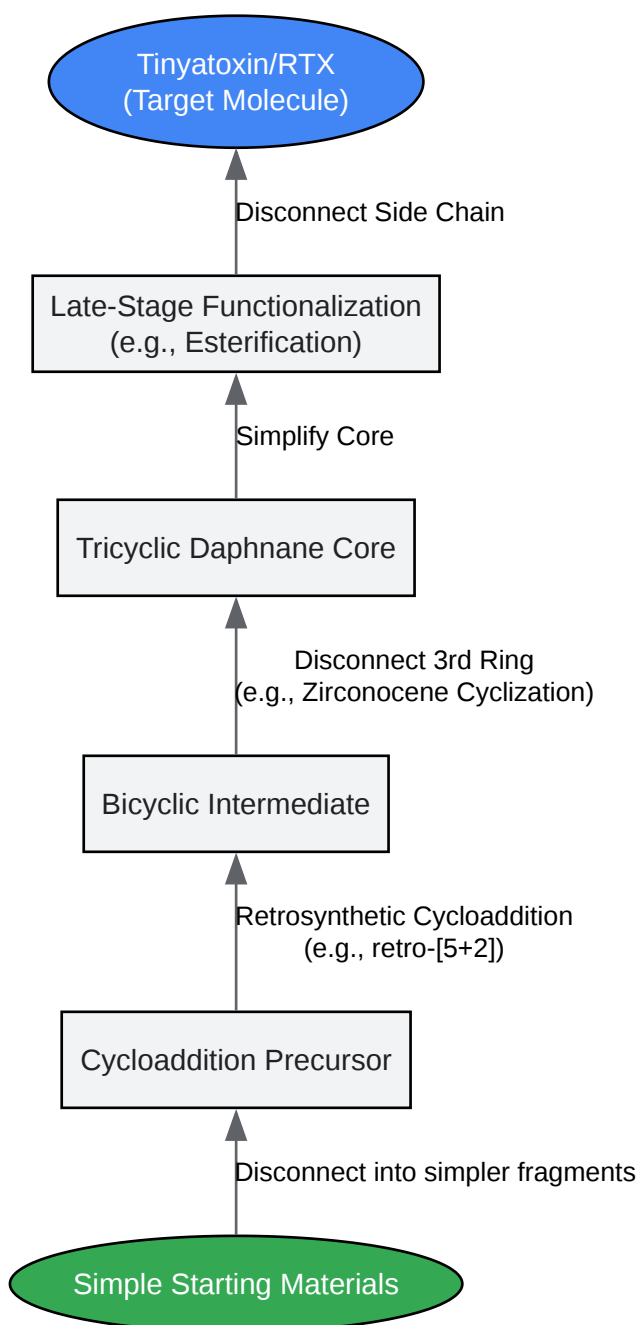 Tinyatoxin/RTX
(Target Molecule)
Disconnect Side Chain
Late-Stage Functionalization
(e.g., Esterification)
Simplify Core
Tricyclic Daphnane Core
Disconnect 3rd Ring
(e.g., Zirconocene Cyclization)
Bicyclic Intermediate
Retrosynthetic Cycloaddition
(e.g., retro-[5+2])
Cycloaddition Precursor
Disconnect into simpler fragments
Simple Starting Materials